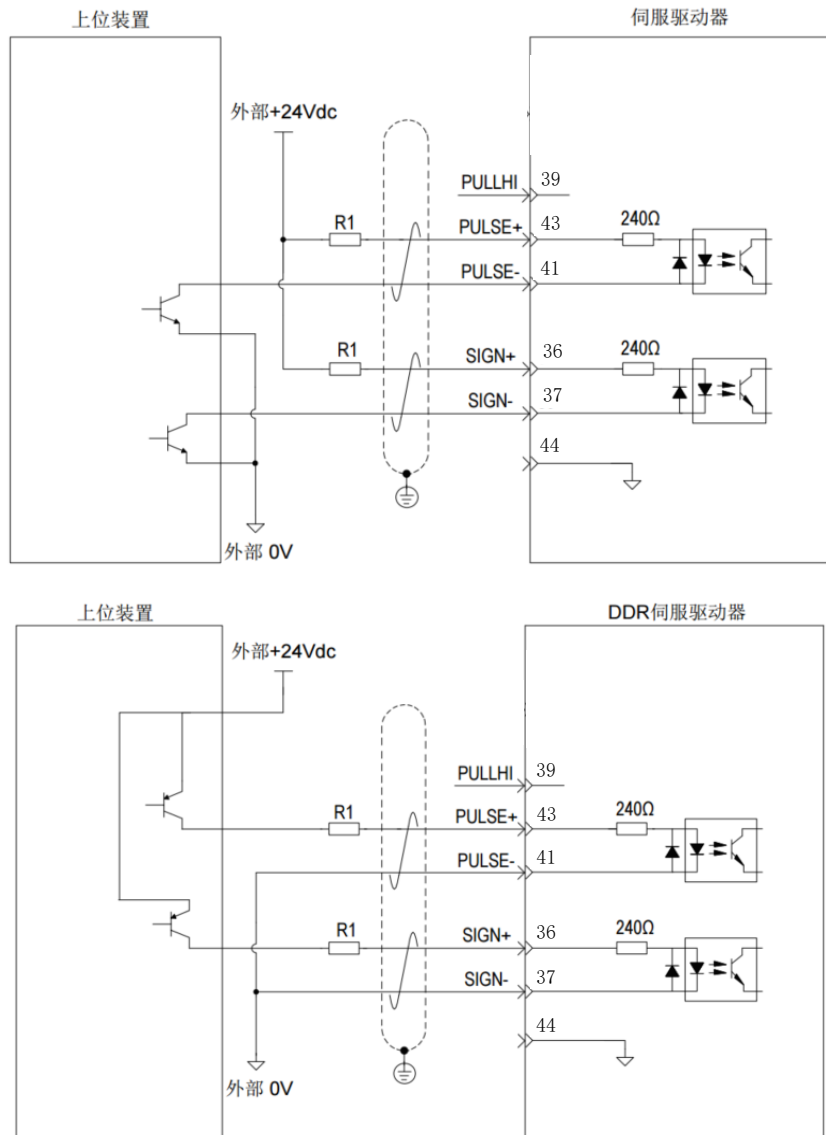 上位装置
伺服驱动器
外部+24Vdc
PULLHI
39
R1
PULSE+
43
240Ω
PULSE-
41
R1
SIGN+
36
240Ω
SIGN-
37
44
外部 0V
上位装置
DDR伺服驱动器
外部+24Vdc
PULLHI
39
R1
PULSE+
43
240Ω
PULSE-
41
R1
SIGN+
36
240Ω
SIGN-
37
44
外部 0V